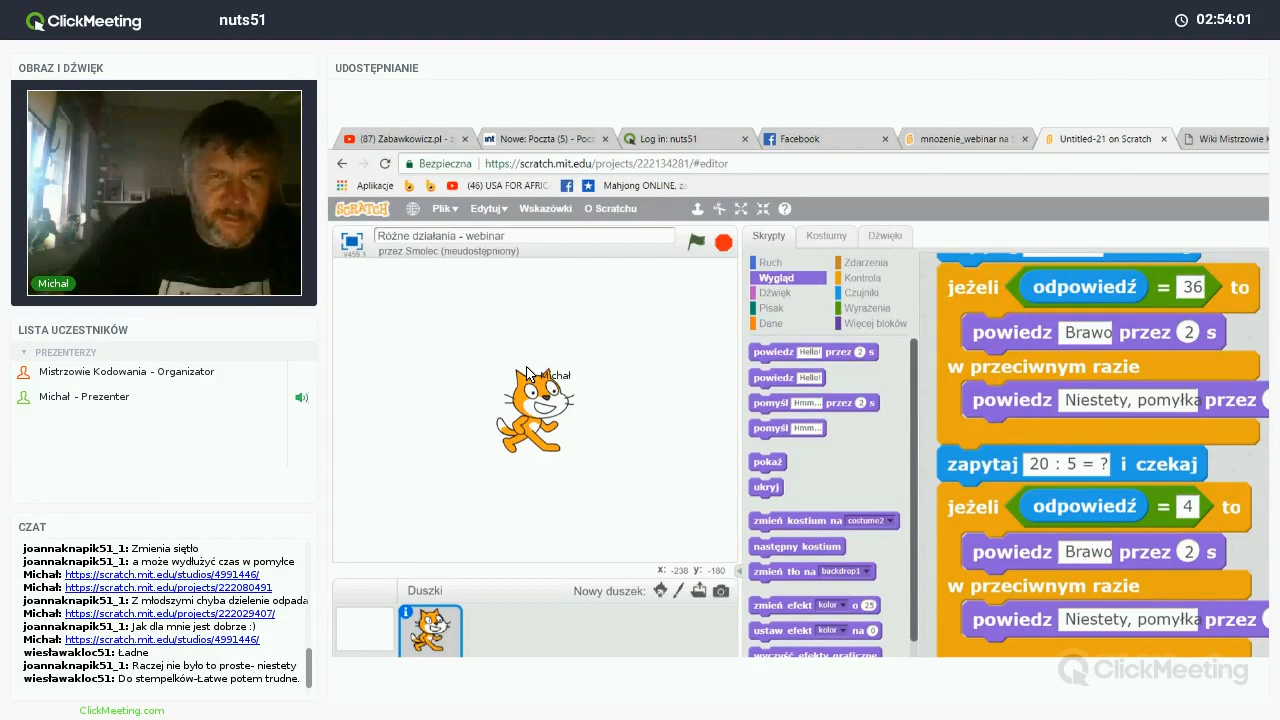 ClickMeeting
nuts51
02:54:01
OBRAZ I DŹWIĘK
Michał
LISTA UCZESTNIKÓW
PREZENTERZY
Mistrzowie Kodowania - Organizator
Michał - Prezenter
CZAT
joannaknapik51_1: Zmienia siętło
joannaknapik51_1: a może wydłużyć czas w pomyłce
Michał: https://scratch.mit.edu/studios/4991446/
Michał: https://scratch.mit.edu/projects/222080491
joannaknapik51_1: Z młodszymi chyba dzielenie odpada
Michał: https://scratch.mit.edu/projects/222029407/
joannaknapik51_1: Jak dla mnie jest dobrze :)
Michał: https://scratch.mit.edu/studios/4991446/
wiesławakloc51: Ładne
joannaknapik51_1: Raczej nie było to proste- niestety
wiesławakloc51: Do stempelków-Łatwe potem trudne.
ClickMeeting.com
UDOSTĘPNIANIE
(87) Zabawkowicz.pl - z
Nowe: Poczta (5) - Pocz
Log in: nuts51
Facebook
mnożenie_webinar na S
Untitled-21 on Scratch
Wiki Mistrzowie K
Bezpieczna
https://scratch.mit.edu/projects/222134281/#editor
Aplikacje
(46) USA FOR AFRIC
Mahjong ONLINE, za
SCRATCH
Plik
Edytuj
Wskazówki
O Scratchu
Różne działania - webinar
przez Smolec (nieudostępniony)
v459.1
Michał
x: -238 y: -180
Duszki
Nowy duszek:
Skrypty
Kostiumy
Dźwięki
Ruch
Zdarzenia
Wygląd
Kontrola
Dźwięk
Czujniki
Pisak
Wyrażenia
Dane
Więcej bloków
powiedz Hello! przez 2 s
powiedz Hello!
pomyśl Hmm... przez 2 s
pomyśl Hmm...
pokaż
ukryj
zmień kostium na costume2
następny kostium
zmień tło na backdrop1
zmień efekt kolor o 25
ustaw efekt kolor na 0
wyczyść efekty graficzne
jeżeli odpowiedź = 36 to
powiedz Brawo przez 2 s
w przeciwnym razie
powiedz Niestety, pomyłka przez
zapytaj 20 : 5 = ? i czekaj
jeżeli odpowiedź = 4 to
powiedz Brawo przez 2 s
w przeciwnym razie
powiedz Niestety, pomyłka przez
ClickMeeting